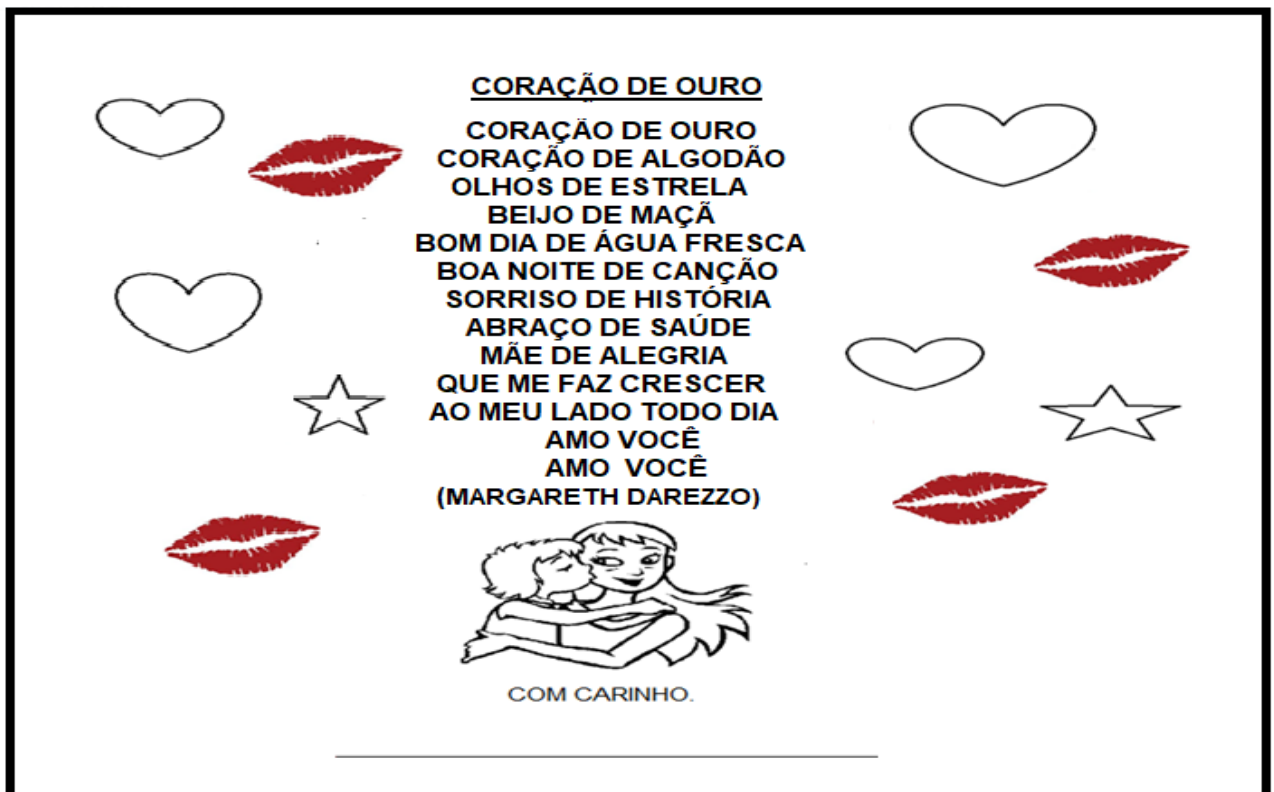 CORAÇÃO DE OURO
CORAÇÃO DE OURO
CORAÇÃO DE ALGODÃO
OLHOS DE ESTRELA
BEIJO DE MAÇÃ
BOM DIA DE ÁGUA FRESCA
BOA NOITE DE CANÇÃO
SORRISO DE HISTÓRIA
ABRAÇO DE SAÚDE
MÃE DE ALEGRIA
QUE ME FAZ CRESCER
AO MEU LADO TODO DIA
AMO VOCÊ
AMO VOCÊ
(MARGARETH DAREZZO)
COM CARINHO.